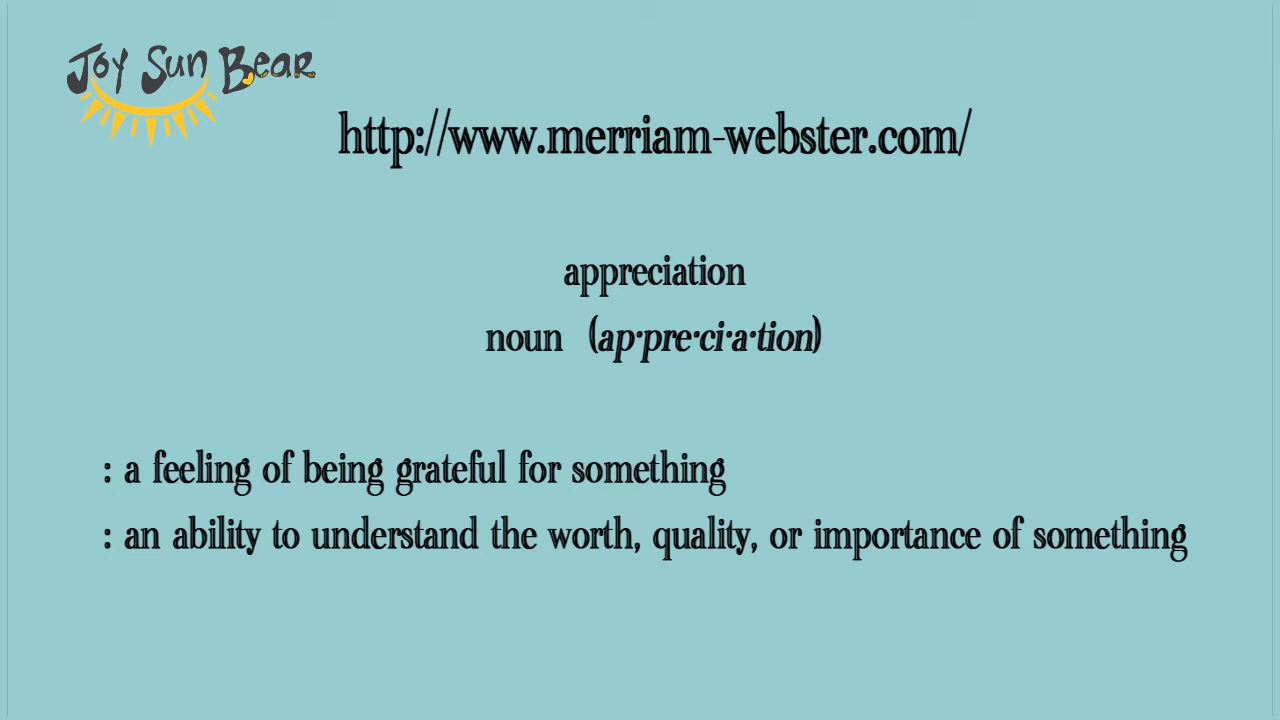 Joy Sun Bear
http://www.merriam-webster.com/
appreciation
noun (ap·pre·ci·a·tion)
: a feeling of being grateful for something
: an ability to understand the worth, quality, or importance of something